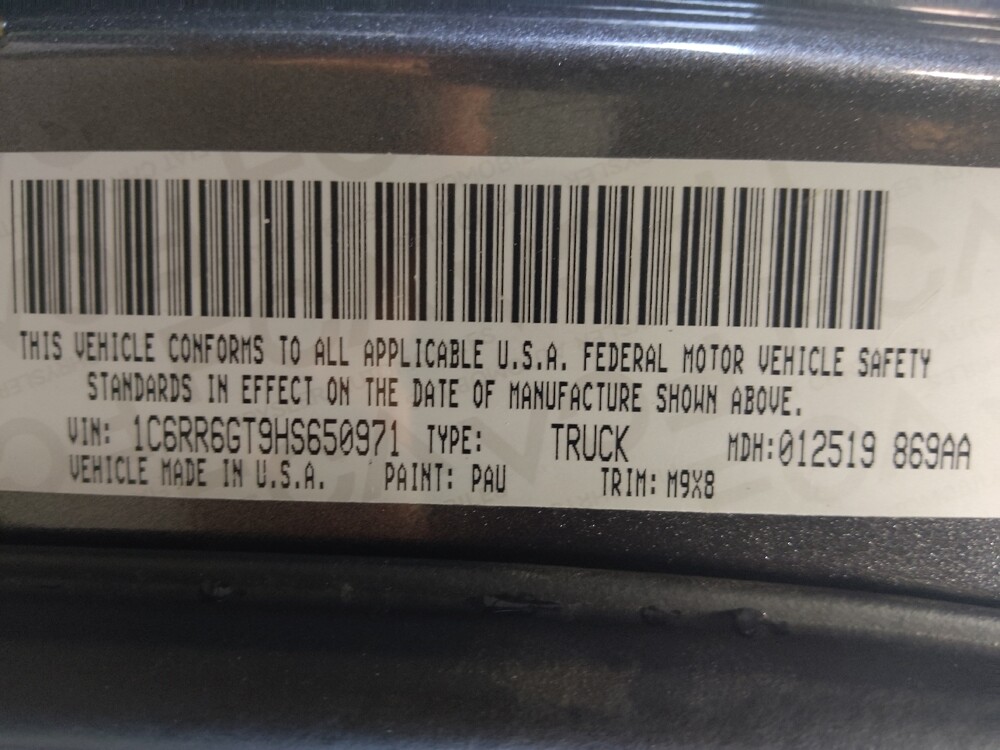 THIS VEHICLE CONFORMS TO ALL APPLICABLE U.S.A. FEDERAL MOTOR VEHICLE SAFETY
STANDARDS IN EFFECT ON THE DATE OF MANUFACTURE SHOWN ABOVE.
VIN: 1C6RR6GT9HS650971 TYPE: TRUCK MDH:012519 869AA
VEHICLE MADE IN U.S.A. PAINT: PAU TRIM: M9X8